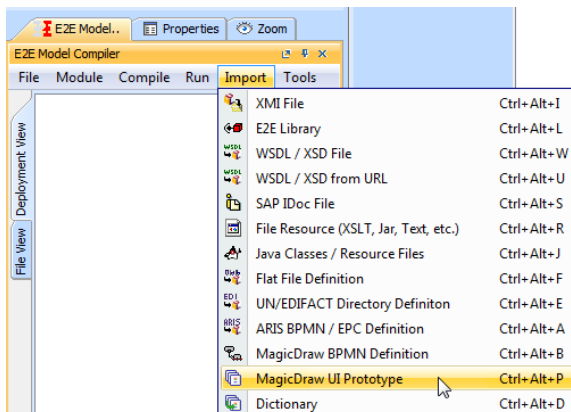 E2E Model.. Properties Zoom
E2E Model Compiler
File Module Compile Run Import Tools
Deployment View
File View
XMI File Ctrl+Alt+I
E2E Library Ctrl+Alt+L
WSDL / XSD File Ctrl+Alt+W
WSDL / XSD from URL Ctrl+Alt+U
SAP IDoc File Ctrl+Alt+S
File Resource (XSLT, Jar, Text, etc.) Ctrl+Alt+R
Java Classes / Resource Files Ctrl+Alt+J
Flat File Definition Ctrl+Alt+F
UN/EDIFACT Directory Definiton Ctrl+Alt+E
ARIS BPMN / EPC Definition Ctrl+Alt+A
MagicDraw BPMN Definition Ctrl+Alt+B
MagicDraw UI Prototype Ctrl+Alt+P
Dictionary Ctrl+Alt+D